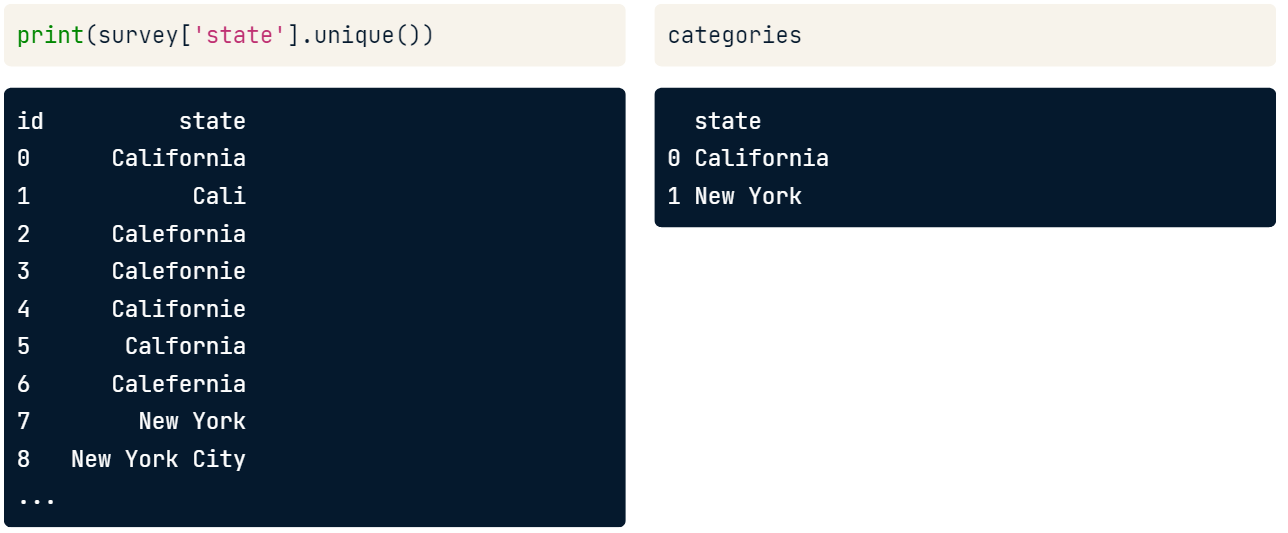 print(survey['state'].unique())
id          state
0      California
1            Cali
2      Calefornia
3      Calefornie
4      Californie
5       Calfornia
6      Calefernia
7        New York
8   New York City
...
categories
  state
0 California
1 New York